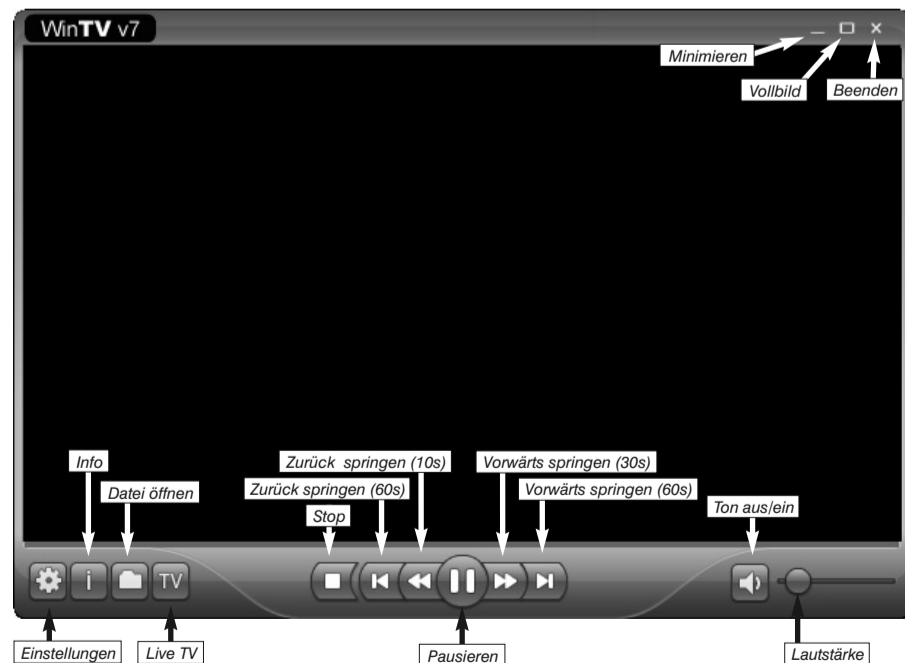 WinTV v7
Minimieren
Vollbild
Beenden
Info
Zurück springen (10s)
Vorwärts springen (30s)
Datei öffnen
Zurück springen (60s)
Vorwärts springen (60s)
Stop
Ton aus/ein
i
TV
Einstellungen
Live TV
Pausieren
Lautstärke